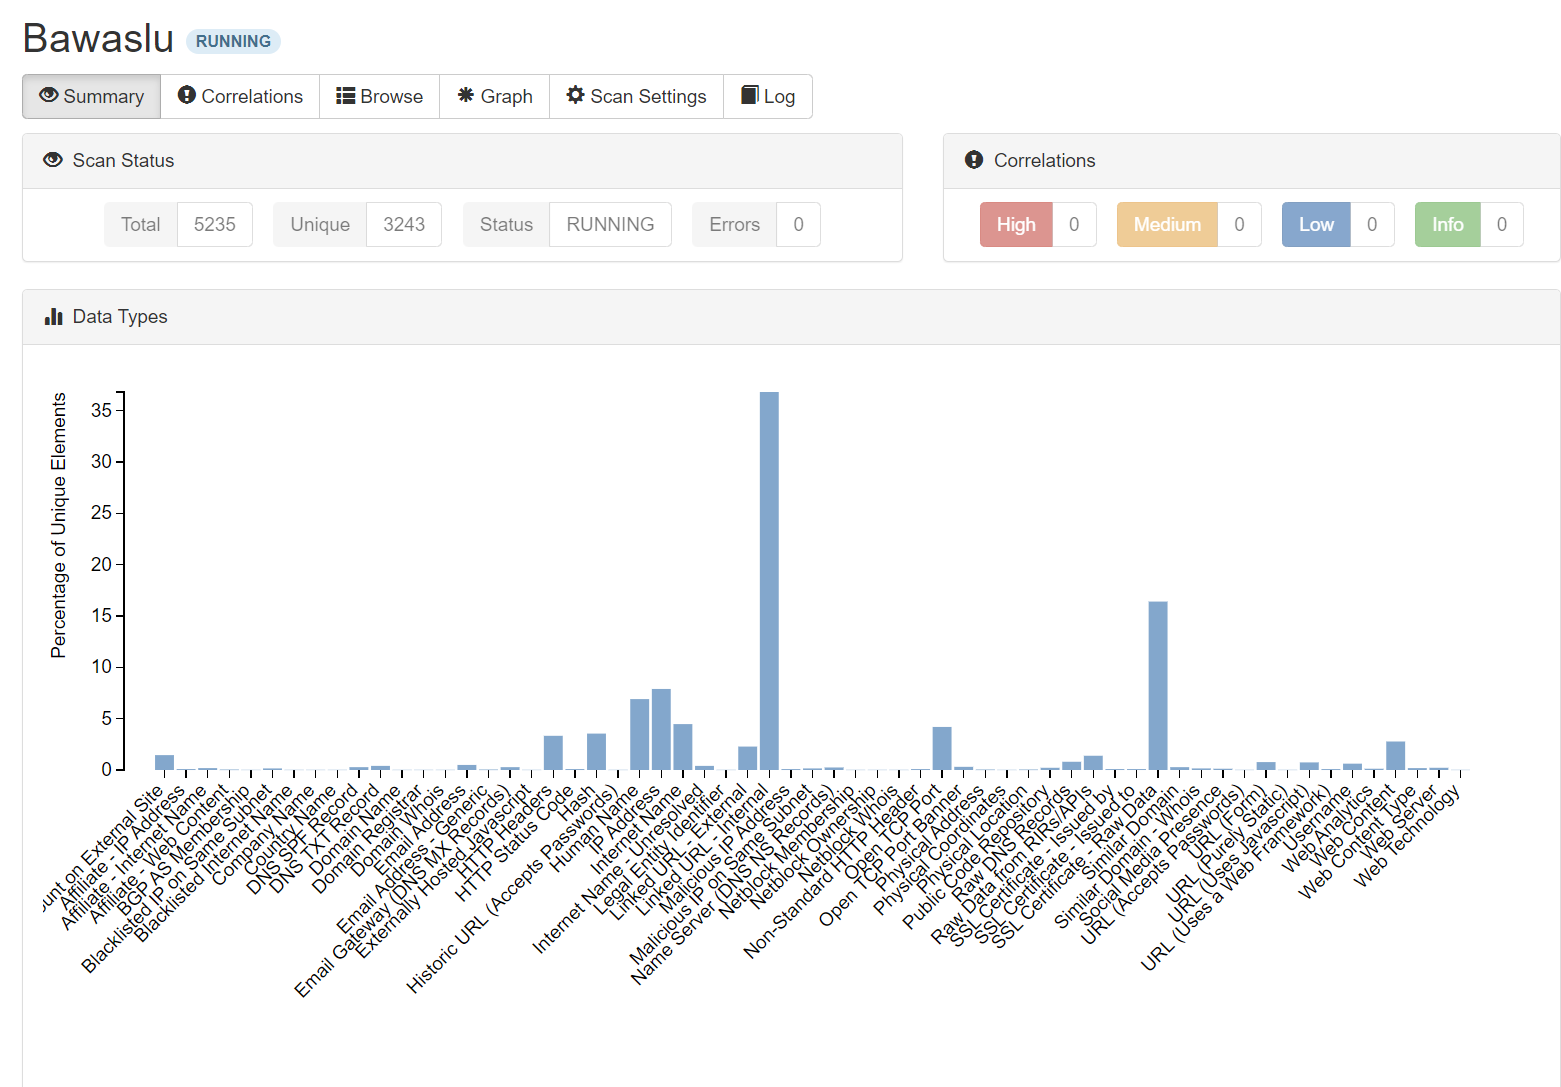 Bawaslu RUNNING
Summary Correlations Browse Graph Scan Settings Log
Scan Status
Total 5235 Unique 3243 Status RUNNING Errors 0
Correlations
High 0 Medium 0 Low 0 Info 0
Data Types
Percentage of Unique Elements
35
30
25
20
15
10
5
0
ount on External Site
Affiliate - IP Address
Affiliate - Internet Name
Affiliate - Web Content
BGP AS Membership
Blacklisted IP on Same Subnet
Blacklisted Internet Name
Company Name
Country Name
DNS SPF Record
DNS TXT Record
Domain Name
Domain Registrar
Domain Whois
Email Address
Email Address - Generic
Email Gateway (DNS MX Records)
Externally Hosted Javascript
HTTP Headers
HTTP Status Code
Hash
Historic URL (Accepts Passwords)
Human Name
IP Address
Internet Name
Internet Name - Unresolved
Legal Entity Identifier
Linked URL - External
Linked URL - Internal
Malicious IP Address
Malicious IP on Same Subnet
Name Server (DNS NS Records)
Netblock Membership
Netblock Ownership
Netblock Whois
Non-Standard HTTP Header
Open TCP Port
Open TCP Port Banner
Physical Address
Physical Coordinates
Physical Location
Public Code Repository
Raw DNS Records
Raw Data from RIRs/APIs
SSL Certificate - Issued by
SSL Certificate - Issued to
SSL Certificate - Raw Data
Similar Domain
Similar Domain - Whois
Social Media Presence
URL (Accepts Passwords)
URL (Form)
URL (Purely Static)
URL (Uses Javascript)
URL (Uses a Web Framework)
Username
Web Analytics
Web Content
Web Content Type
Web Server
Web Technology